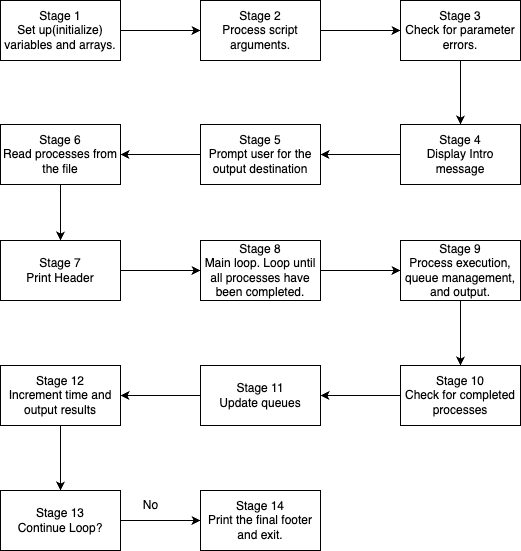 Stage 1
Set up(initialize)
variables and arrays.
Stage 2
Process script
arguments.
Stage 3
Check for parameter
errors.
Stage 6
Read processes from
the file
Stage 5
Prompt user for the
output destination
Stage 4
Display Intro
message
Stage 7
Print Header
Stage 8
Main loop. Loop until
all processes have
been completed.
Stage 9
Process execution,
queue management,
and output.
Stage 12
Increment time and
output results
Stage 11
Update queues
Stage 10
Check for completed
processes
Stage 13
Continue Loop?
No
Stage 14
Print the final footer
and exit.